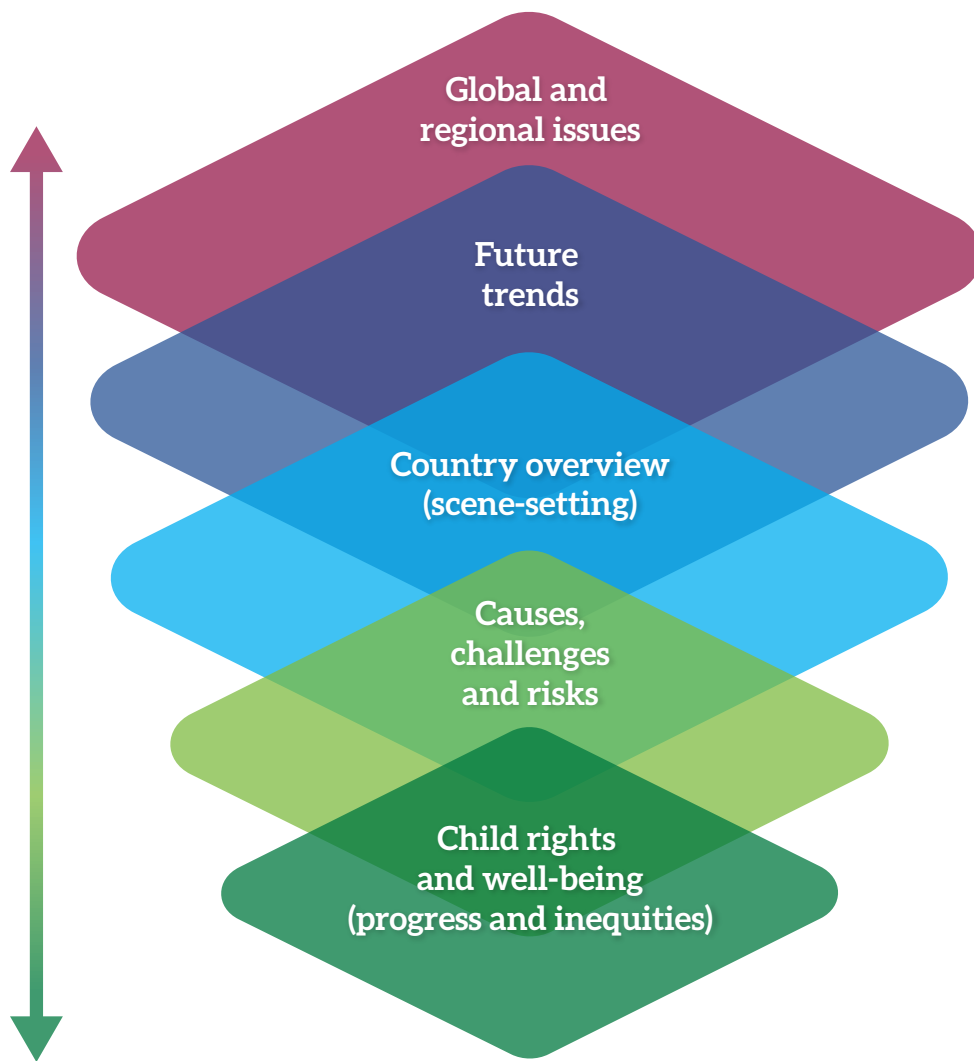 Global and
regional issues
Future
trends
Country overview
(scene-setting)
Causes,
challenges
and risks
Child rights
and well-being
(progress and inequities)